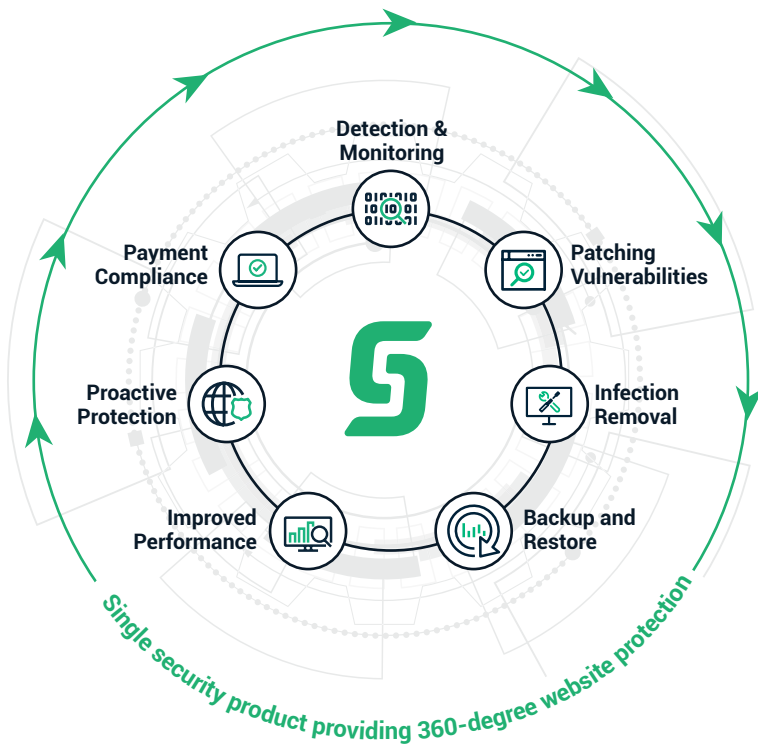 Detection &
Monitoring
Patching
Vulnerabilities
Infection
Removal
Backup and
Restore
Improved
Performance
Proactive
Protection
Payment
Compliance
Single security product providing 360-degree website protection